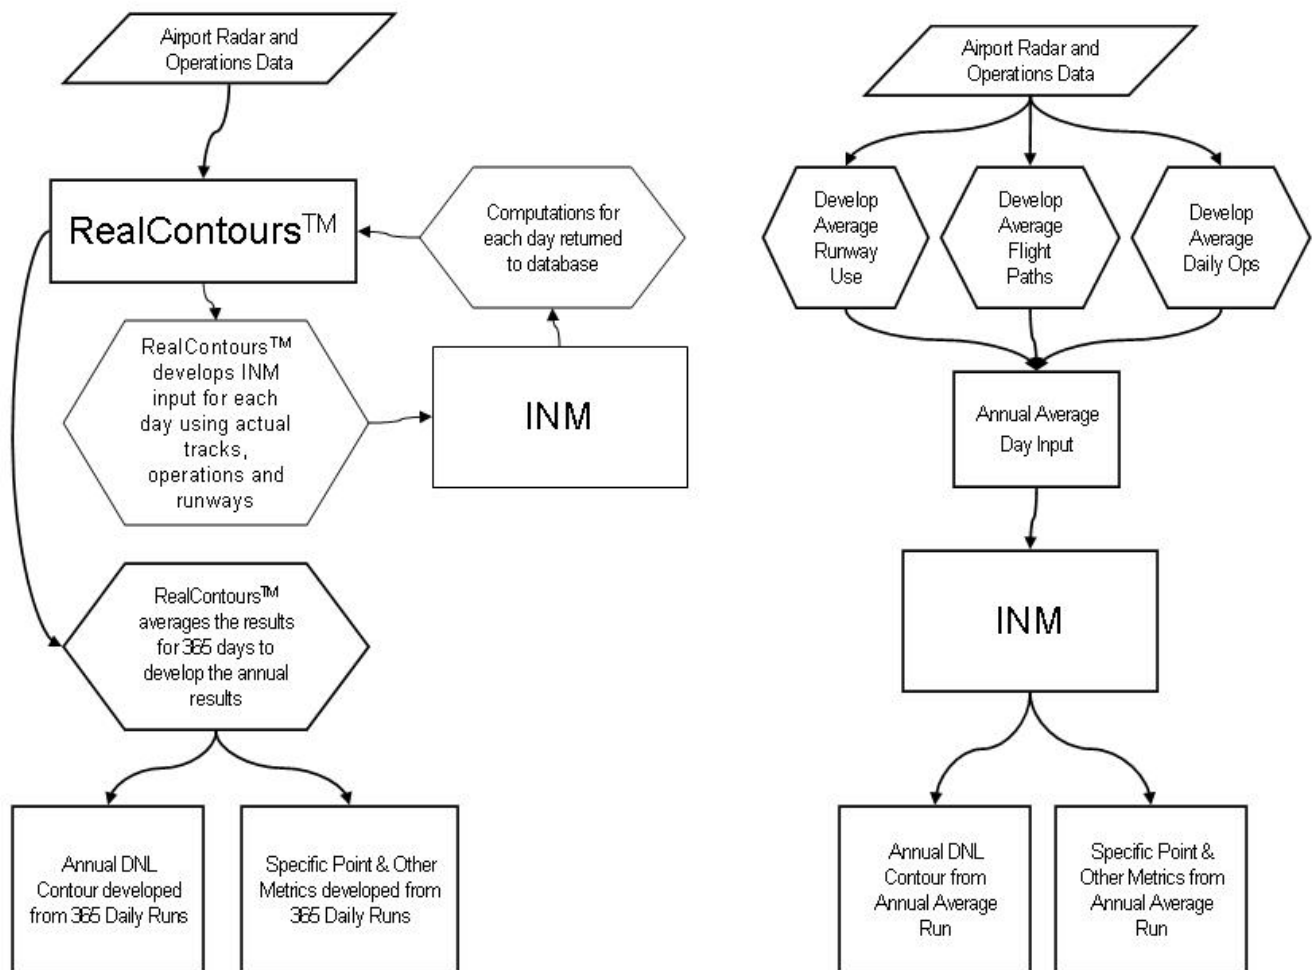 Airport Radar and
Operations Data
RealContours™
Computations for
each day returned
to database
RealContours™
develops INM
input for each
day using actual
tracks,
operations and
runways
INM
RealContours™
averages the results
for 365 days to
develop the annual
results
Annual DNL
Contour developed
from 365 Daily Runs
Specific Point & Other
Metrics developed from
365 Daily Runs
Airport Radar and
Operations Data
Develop
Average
Runway
Use
Develop
Average
Flight
Paths
Develop
Average
Daily Ops
Annual Average
Day Input
INM
Annual DNL
Contour from
Annual Average
Run
Specific Point &
Other Metrics from
Annual Average
Run